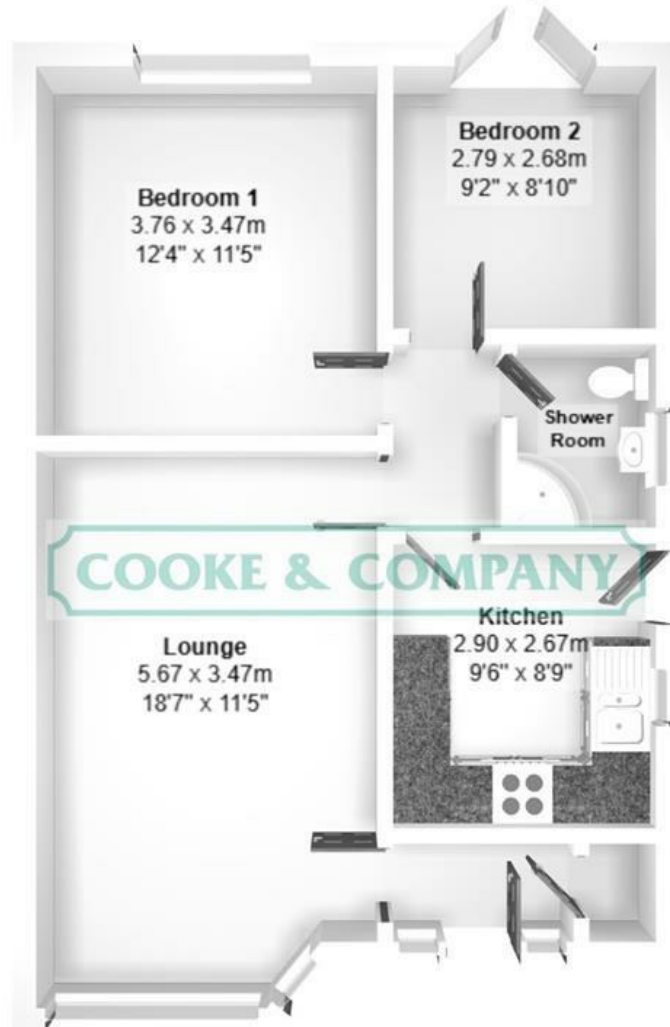 Bedroom 1
3.76 x 3.47m
12'4" x 11'5"
Bedroom 2
2.79 x 2.68m
9'2" x 8'10"
Shower
Room
COOKE & COMPANY
Kitchen
2.90 x 2.67m
9'6" x 8'9"
Lounge
5.67 x 3.47m
18'7" x 11'5"